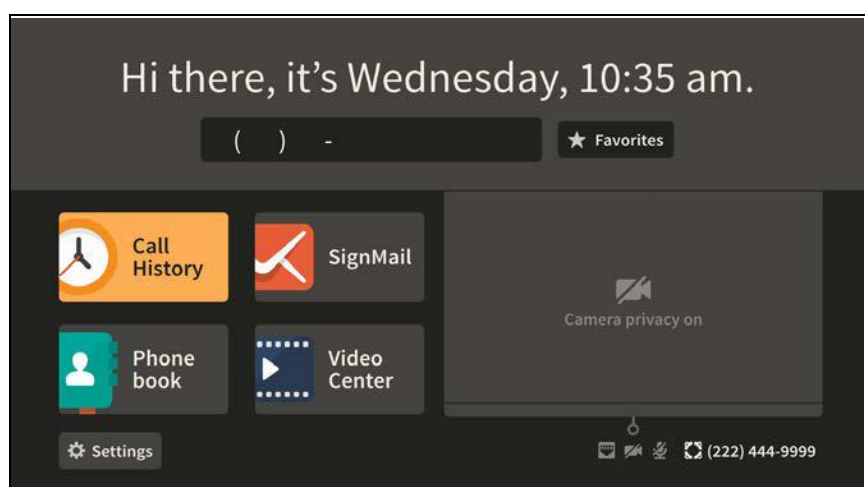 Hi there, it’s Wednesday, 10:35 am.
( ) -
★ Favorites
Call
History
SignMail
Camera privacy on
Phone
book
Video
Center
Settings
(222) 444-9999